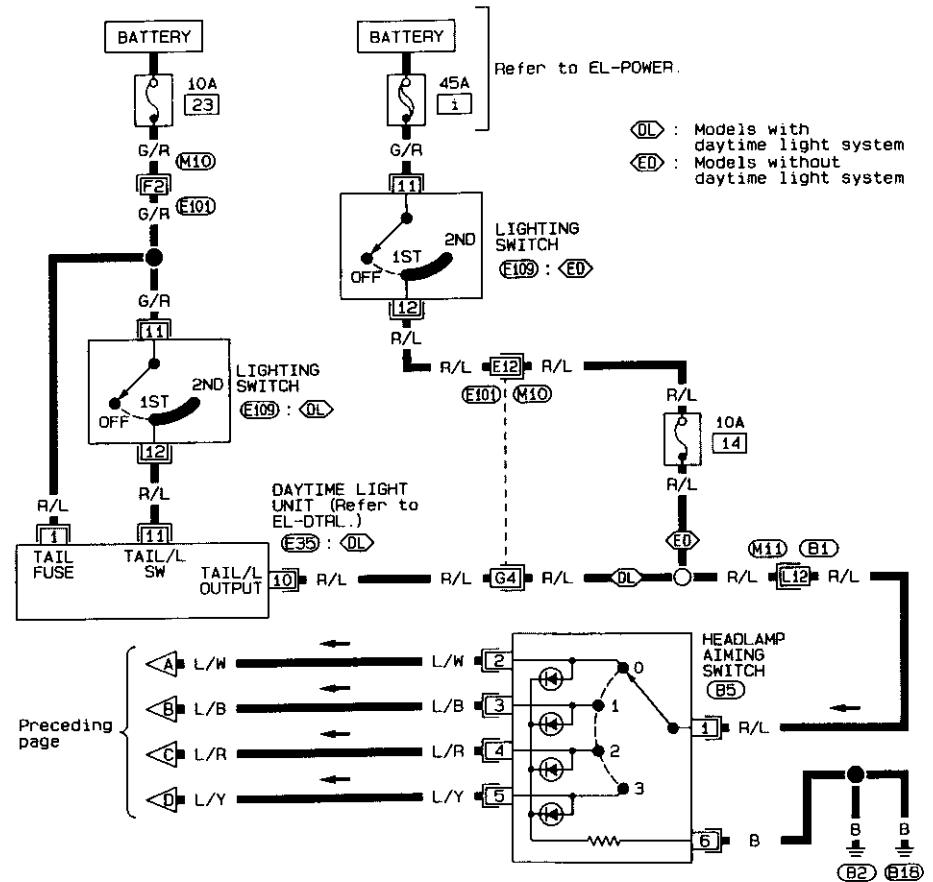 BATTERY
BATTERY
Refer to EL-POWER.
10A
23
45A
i
DL : Models with
daytime light system
ED : Models without
daytime light system
G/R
M10
F2
G/R
E101
G/R
11
LIGHTING
SWITCH
E109 : ED
OFF
1ST
2ND
12
R/L
G/R
11
LIGHTING
SWITCH
E109 : DL
OFF
1ST
2ND
12
R/L
E12
R/L
E101
M10
R/L
10A
14
R/L
ED
R/L
R/L
DAYTIME LIGHT
UNIT (Refer to
EL-DTRL.)
E35 : DL
1
11
TAIL
FUSE
TAIL/L
SW
TAIL/L
OUTPUT
10
R/L
G4
R/L
DL
R/L
M11
B1
L12
R/L
HEADLAMP
AIMING
SWITCH
B5
Preceding
page
A
L/W
L/W
2
B
L/B
L/B
3
C
L/R
L/R
4
D
L/Y
L/Y
5
0
1
2
3
1
R/L
6
B
B
B
B2
B18